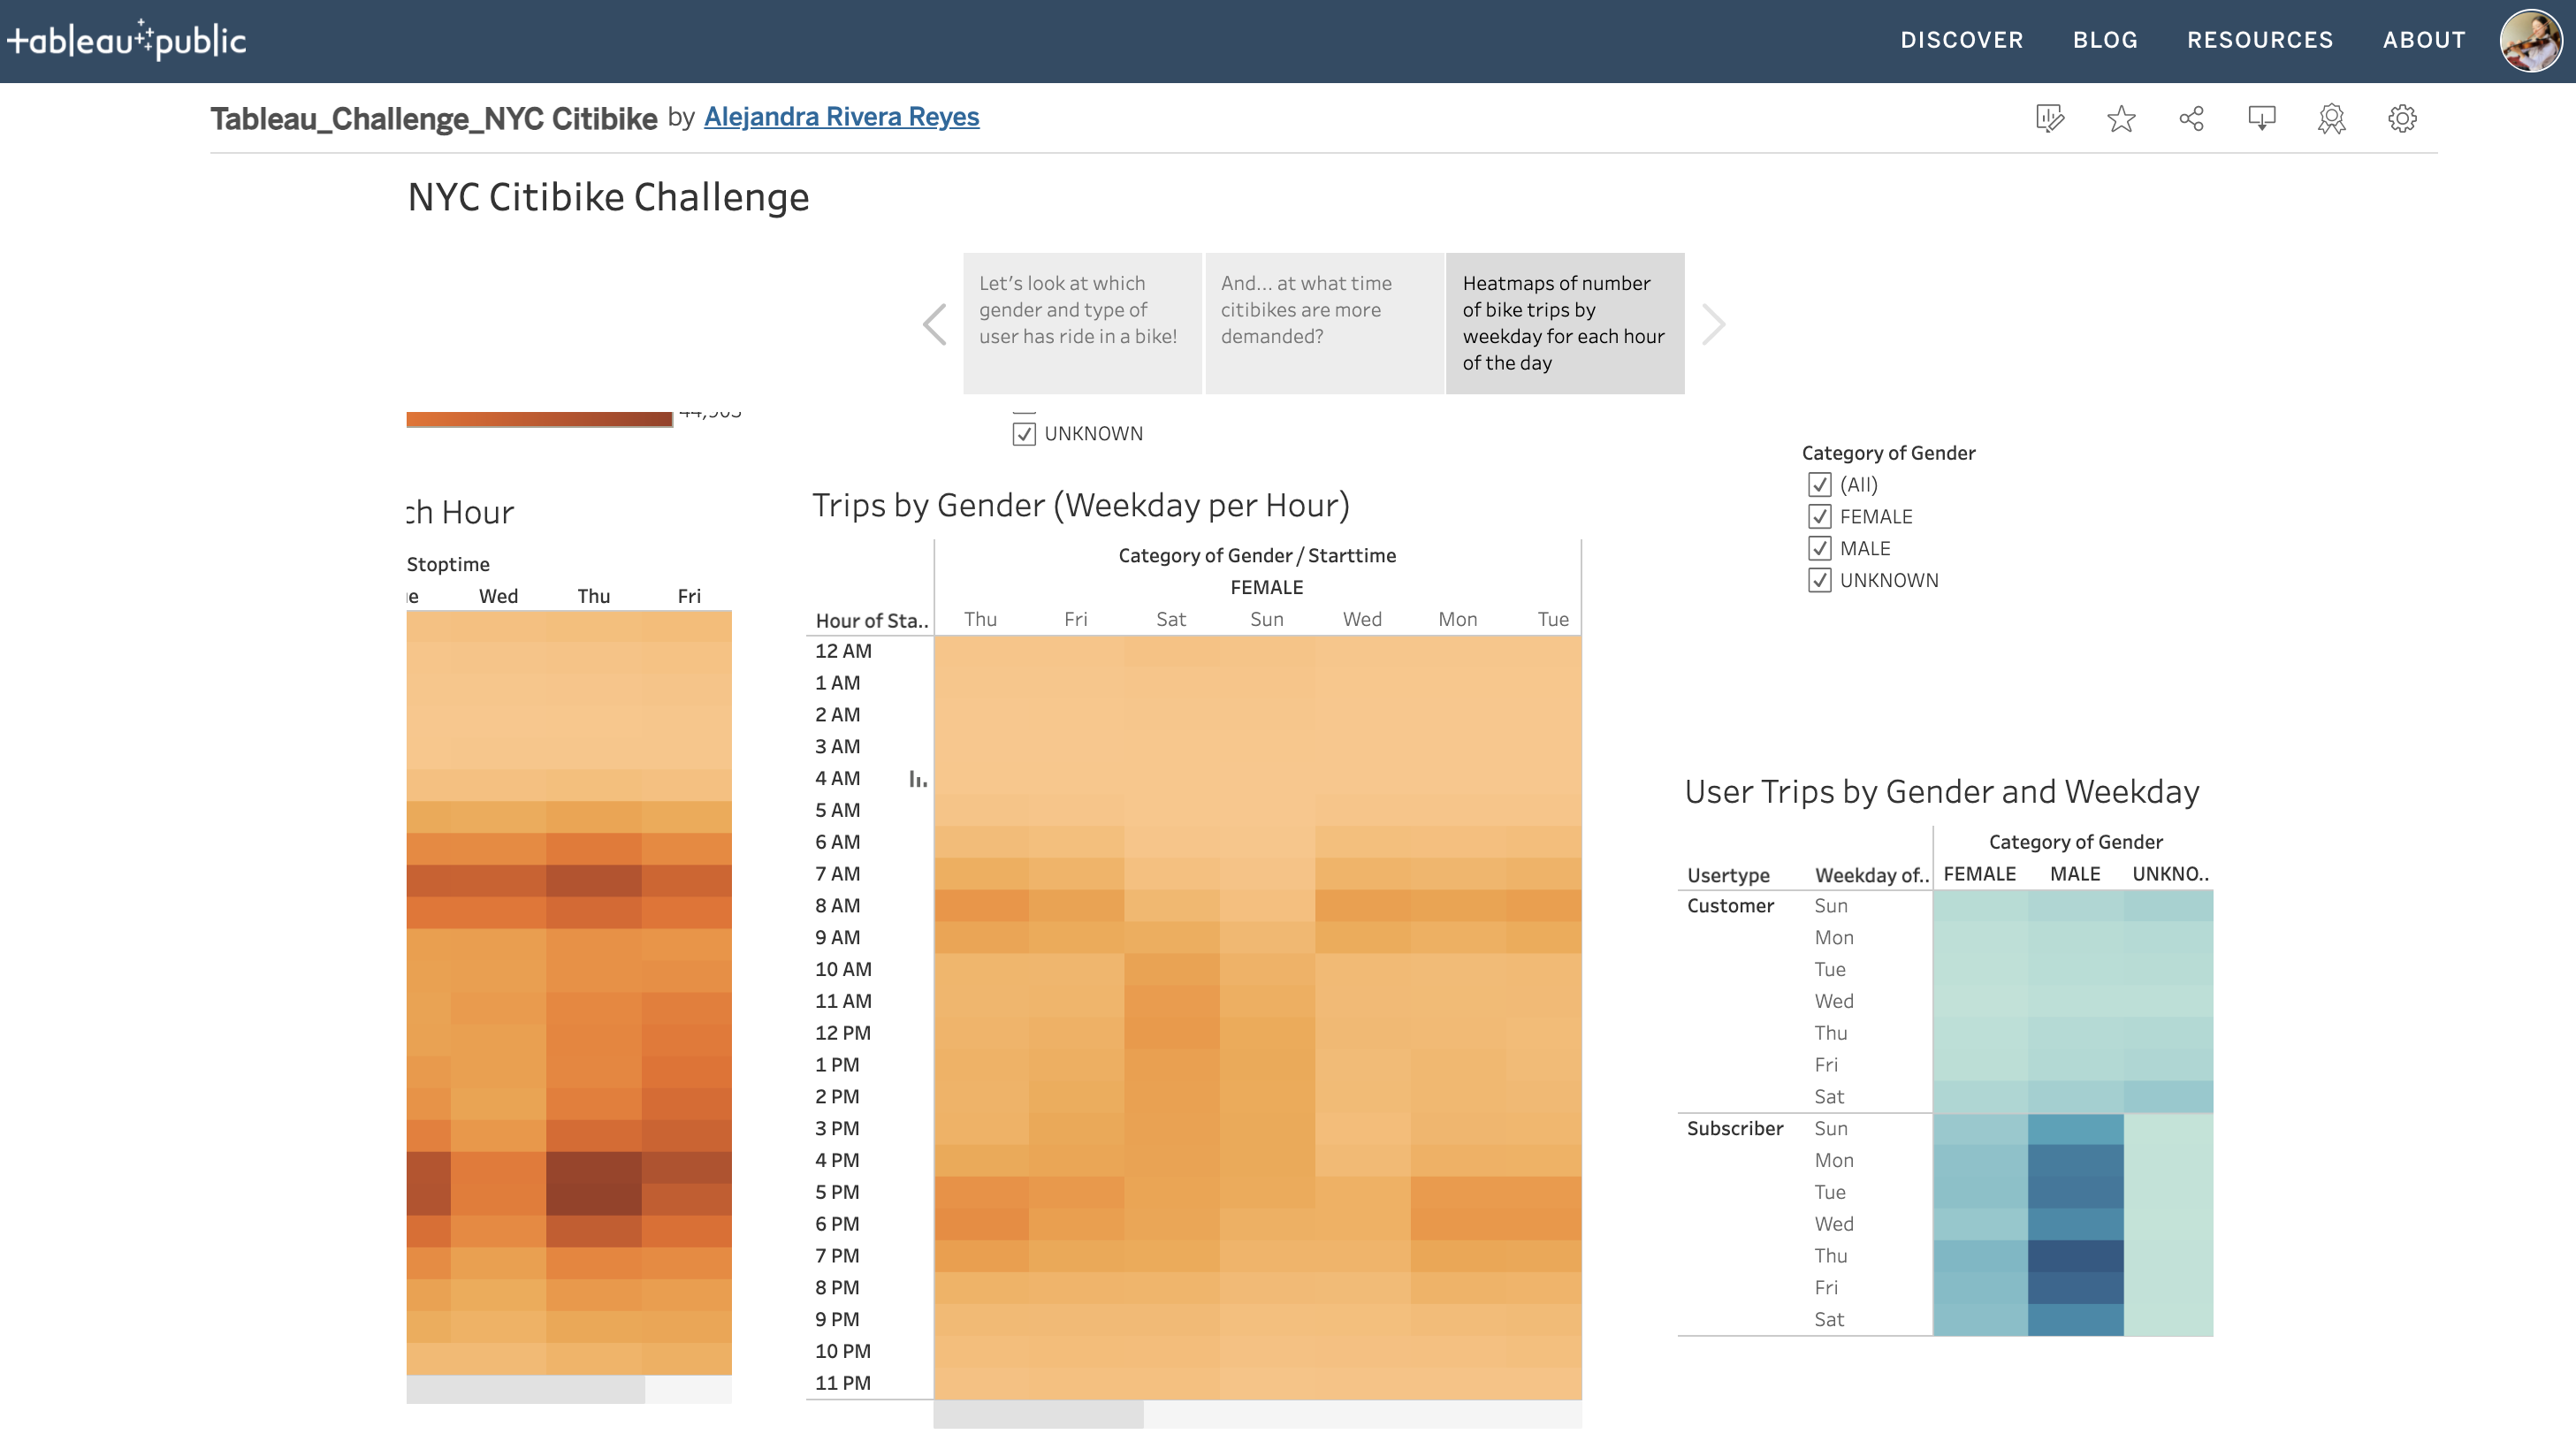 tableau public
DISCOVER BLOG RESOURCES ABOUT
Tableau_Challenge_NYC Citibike by Alejandra Rivera Reyes
NYC Citibike Challenge
Let's look at which
gender and type of
user has ride in a bike!
And... at what time
citibikes are more
demanded?
Heatmaps of number
of bike trips by
weekday for each hour
of the day
UNKNOWN
Category of Gender
(All)
FEMALE
MALE
UNKNOWN
ch Hour
Stoptime
e Wed Thu Fri
Trips by Gender (Weekday per Hour)
Category of Gender / Starttime
FEMALE
Hour of Sta.. Thu Fri Sat Sun Wed Mon Tue
12 AM
1 AM
2 AM
3 AM
4 AM
5 AM
6 AM
7 AM
8 AM
9 AM
10 AM
11 AM
12 PM
1 PM
2 PM
3 PM
4 PM
5 PM
6 PM
7 PM
8 PM
9 PM
10 PM
11 PM
User Trips by Gender and Weekday
Category of Gender
Usertype Weekday of.. FEMALE MALE UNKNO..
Customer Sun
Mon
Tue
Wed
Thu
Fri
Sat
Subscriber Sun
Mon
Tue
Wed
Thu
Fri
Sat